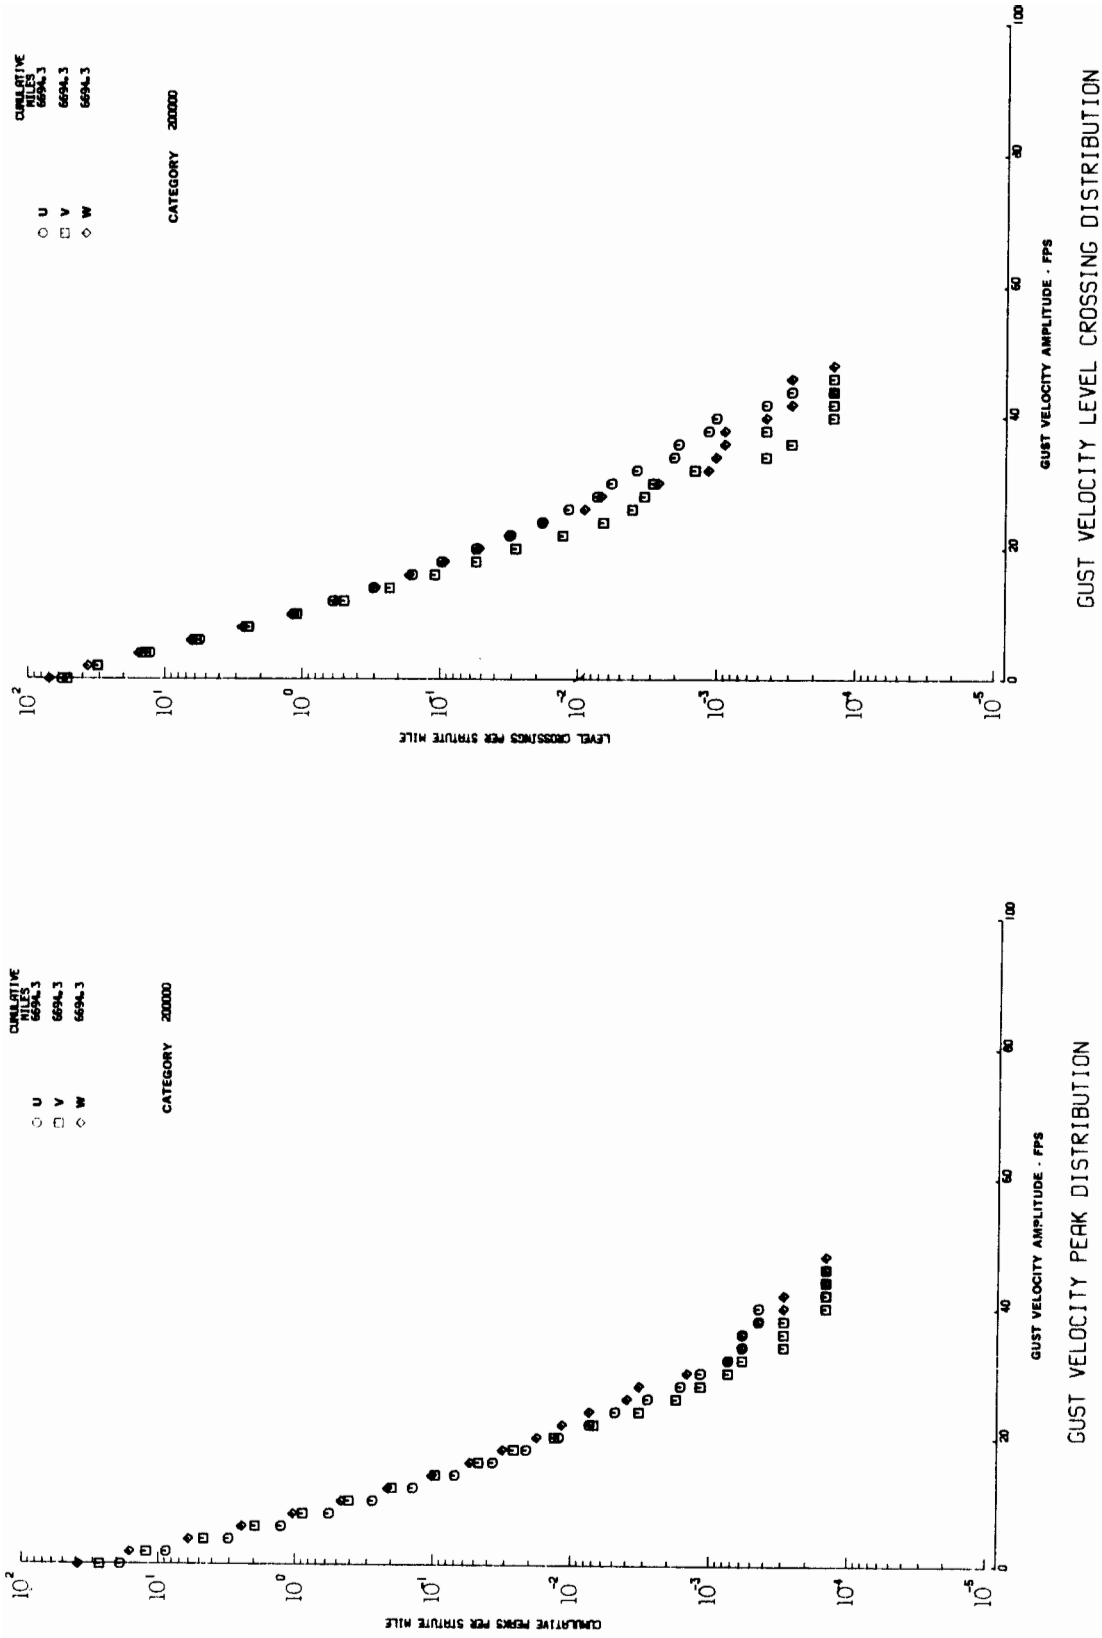 CUMULATIVE
MILES
○ U 6694.3
□ V 6694.3
◇ W 6694.3
CATEGORY 200000
10² 10¹ 10⁰ 10⁻¹ 10⁻² 10⁻³ 10⁻⁴ 10⁻⁵
CUMULATIVE PEAKS PER STATUTE MILE
0 20 40 60 80 100
GUST VELOCITY AMPLITUDE - FPS
GUST VELOCITY PEAK DISTRIBUTION
CUMULATIVE
MILES
○ U 6694.3
□ V 6694.3
◇ W 6694.3
CATEGORY 200000
10² 10¹ 10⁰ 10⁻¹ 10⁻² 10⁻³ 10⁻⁴ 10⁻⁵
LEVEL CROSSINGS PER STATUTE MILE
0 20 40 60 80 100
GUST VELOCITY AMPLITUDE - FPS
GUST VELOCITY LEVEL CROSSING DISTRIBUTION